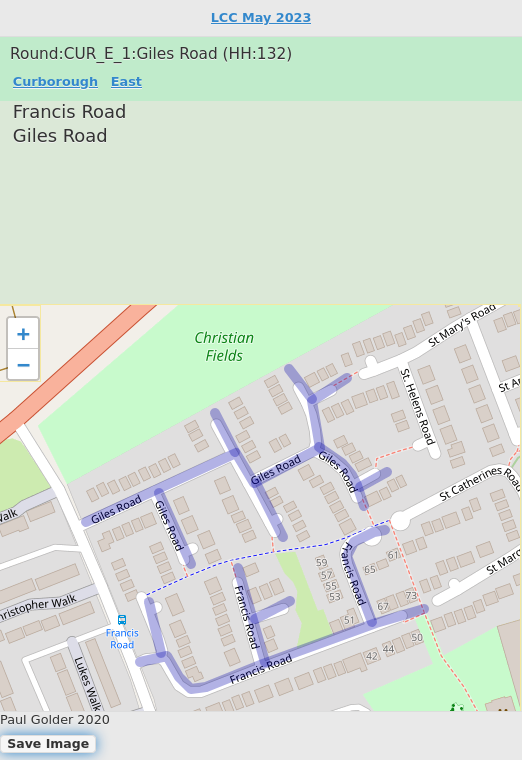 LCC May 2023
Round:CUR_E_1:Giles Road (HH:132)
Curborough East
Francis Road
Giles Road
+
−
Christian
Fields
St Mary's Road
St. Helens Road
St Catherines Road
Giles Road
Giles Road
Giles Road
Giles Road
Francis Road
Francis Road
Francis Road
59
57
55
53
51
61
65
67
73
50
44
42
Walk
Christopher Walk
Lukes Walk
Francis
Road
Paul Golder 2020
Save Image